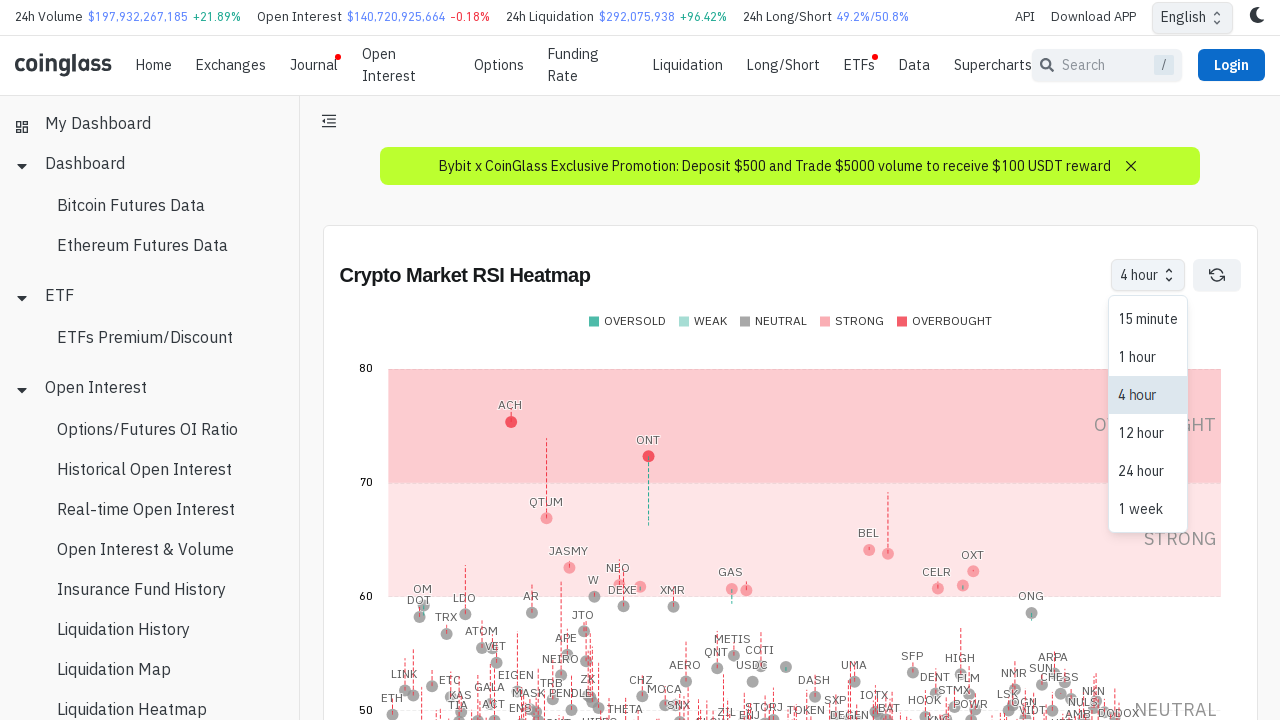 24h Volume $197,932,267,185 +21.89% Open Interest $140,720,925,664 -0.18% 24h Liquidation $292,075,938 +96.42% 24h Long/Short 49.2%/50.8% API Download APP English
coinglass Home Exchanges Journal Open Interest Options Funding Rate Liquidation Long/Short ETFs Data Supercharts Search / Login
My Dashboard
Dashboard
Bitcoin Futures Data
Ethereum Futures Data
ETF
ETFs Premium/Discount
Open Interest
Options/Futures OI Ratio
Historical Open Interest
Real-time Open Interest
Open Interest & Volume
Insurance Fund History
Liquidation History
Liquidation Map
Liquidation Heatmap
Bybit x CoinGlass Exclusive Promotion: Deposit $500 and Trade $5000 volume to receive $100 USDT reward
Crypto Market RSI Heatmap
4 hour
15 minute
1 hour
4 hour
12 hour
24 hour
1 week
OVERSOLD WEAK NEUTRAL STRONG OVERBOUGHT
80
ACH
ONT
70
QTUM
BEL
STRONG
JASMY
NEO
GAS
CELR
OXT
W
DEXE
XMR
60
OM
DOT
LDO
AR
ONG
TRX
JTO
ATOM
VET
APE
METIS
QNT
COTI
NEIRO
AERO
USDC
UMA
SFP
HIGH
ARPA
SUN
LINK
ETC
EIGEN
TRB
ZK
CHZ
MOCA
DASH
DENT
FLM
NMR
CHESS
ETH
KAS
GALA
MASK
PENDLE
IOTX
STMX
LSK
NKN
TIA
ACT
ENS
THETA
SNX
STORJ
SXP
BAT
HOOK
POWR
OGN
NULS
ZIL
ENJ
TOKEN
DEGEN
50
NEUTRAL